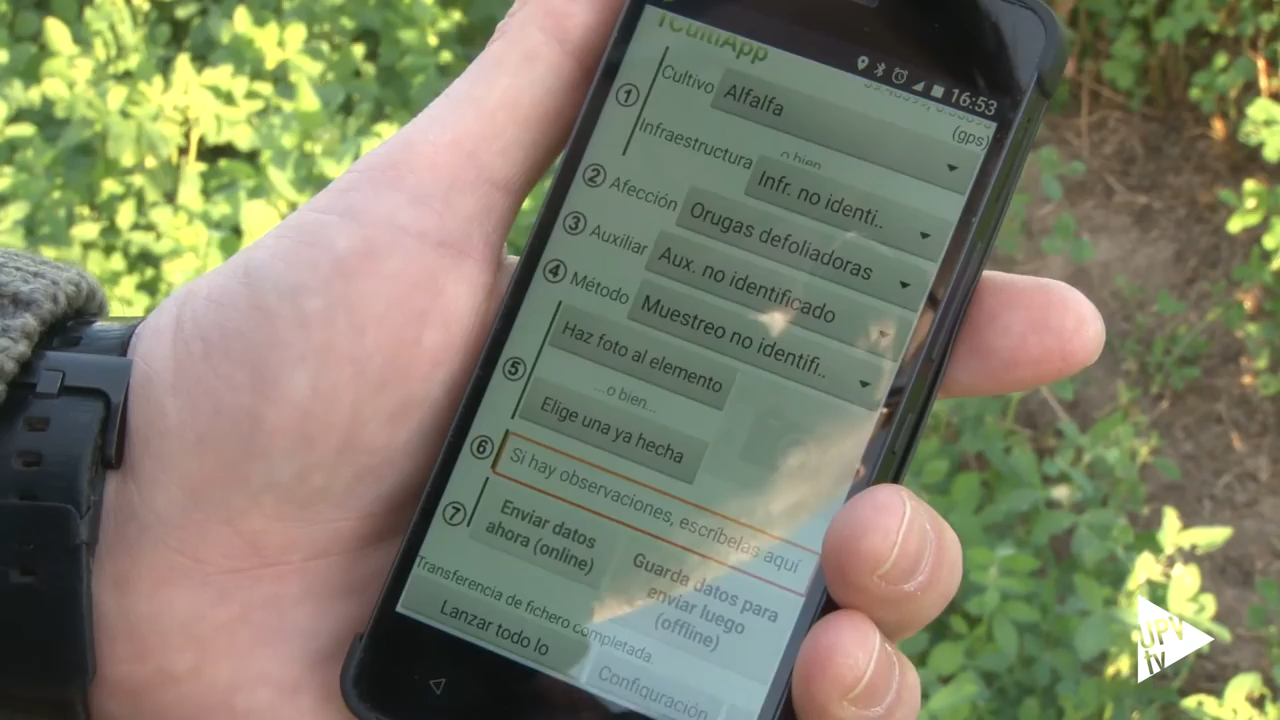 16:53
Cultivo Alfalfa
(gps)
...o bien...
Infraestructura Infr. no identi..
② Afección Orugas defoliadoras
③ Auxiliar Aux. no identificado
④ Método Muestreo no identifi..
① 
⑤ Haz foto al elemento
...o bien...
Elige una ya hecha
⑥ Si hay observaciones, escríbelas aquí
⑦ Enviar datos
ahora (online)
Guarda datos para
enviar luego
(offline)
Transferencia de fichero completada.
Lanzar todo lo
Configuración
UPV
tv